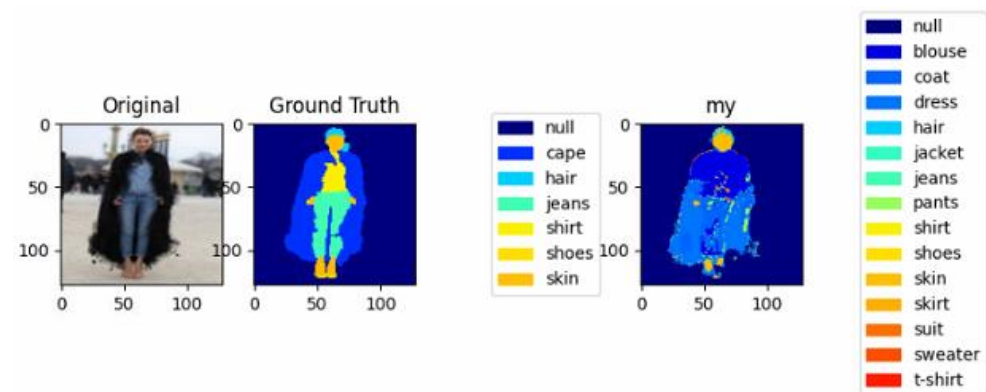 Original
0
50
100
0
50
100
Ground Truth
0
50
100
0
50
100
null
cape
hair
jeans
shirt
shoes
skin
my
0
50
100
0
50
100
null
blouse
coat
dress
hair
jacket
jeans
pants
shirt
shoes
skin
skirt
suit
sweater
t-shirt